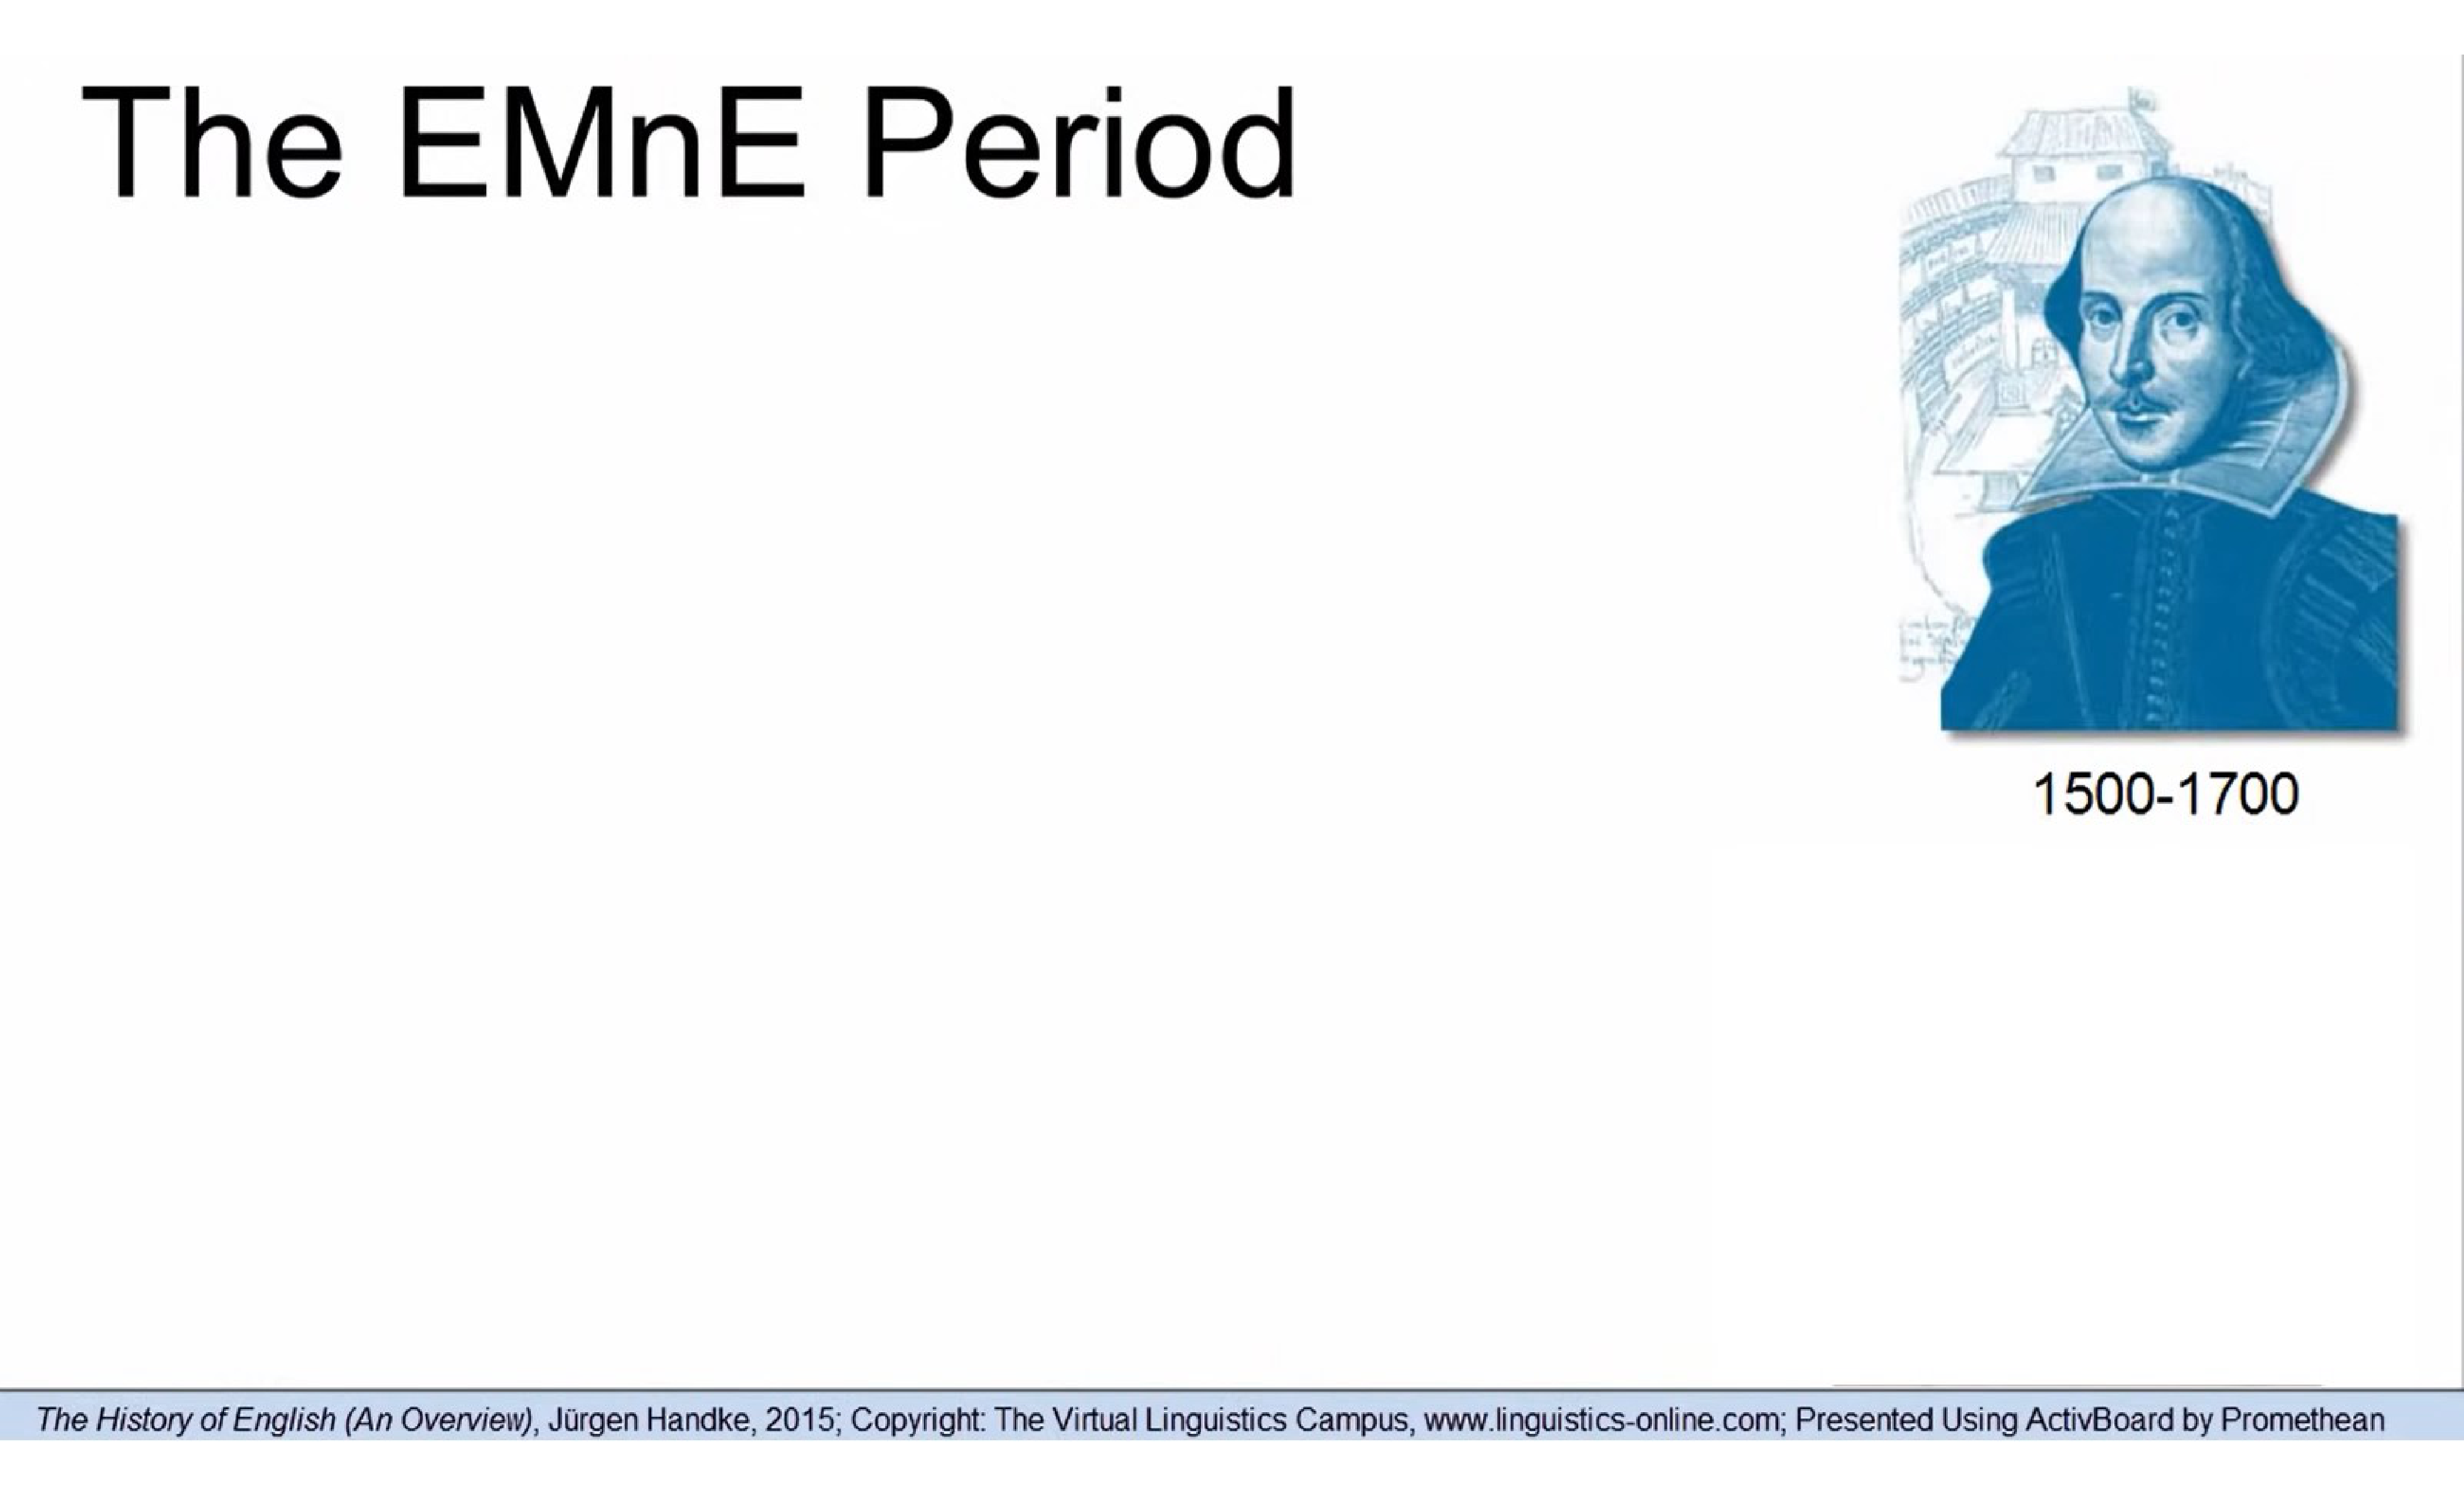 The EMnE Period
1500-1700
The History of English (An Overview), Jürgen Handke, 2015; Copyright: The Virtual Linguistics Campus, www.linguistics-online.com; Presented Using ActivBoard by Promethean